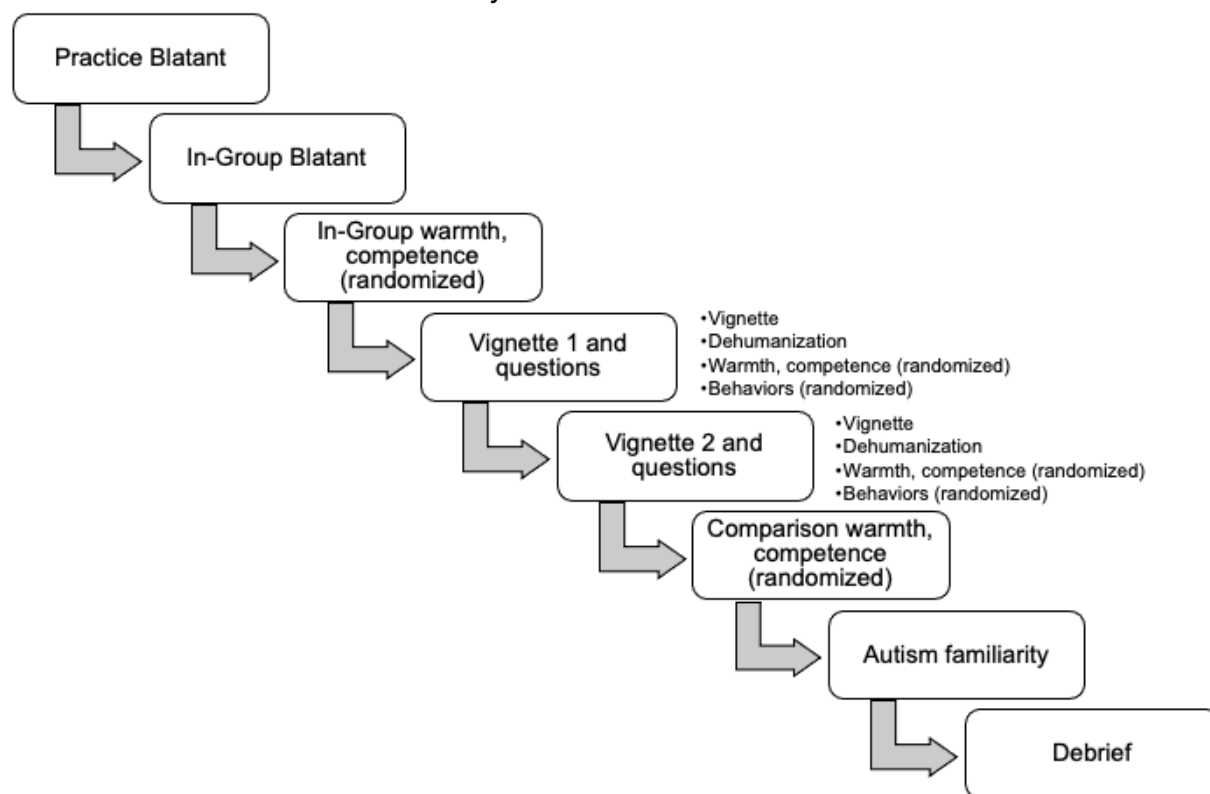 Practice Blatant
In-Group Blatant
In-Group warmth,
competence
(randomized)
Vignette 1 and
questions
•Vignette
•Dehumanization
•Warmth, competence (randomized)
•Behaviors (randomized)
Vignette 2 and
questions
•Vignette
•Dehumanization
•Warmth, competence (randomized)
•Behaviors (randomized)
Comparison warmth,
competence
(randomized)
Autism familiarity
Debrief